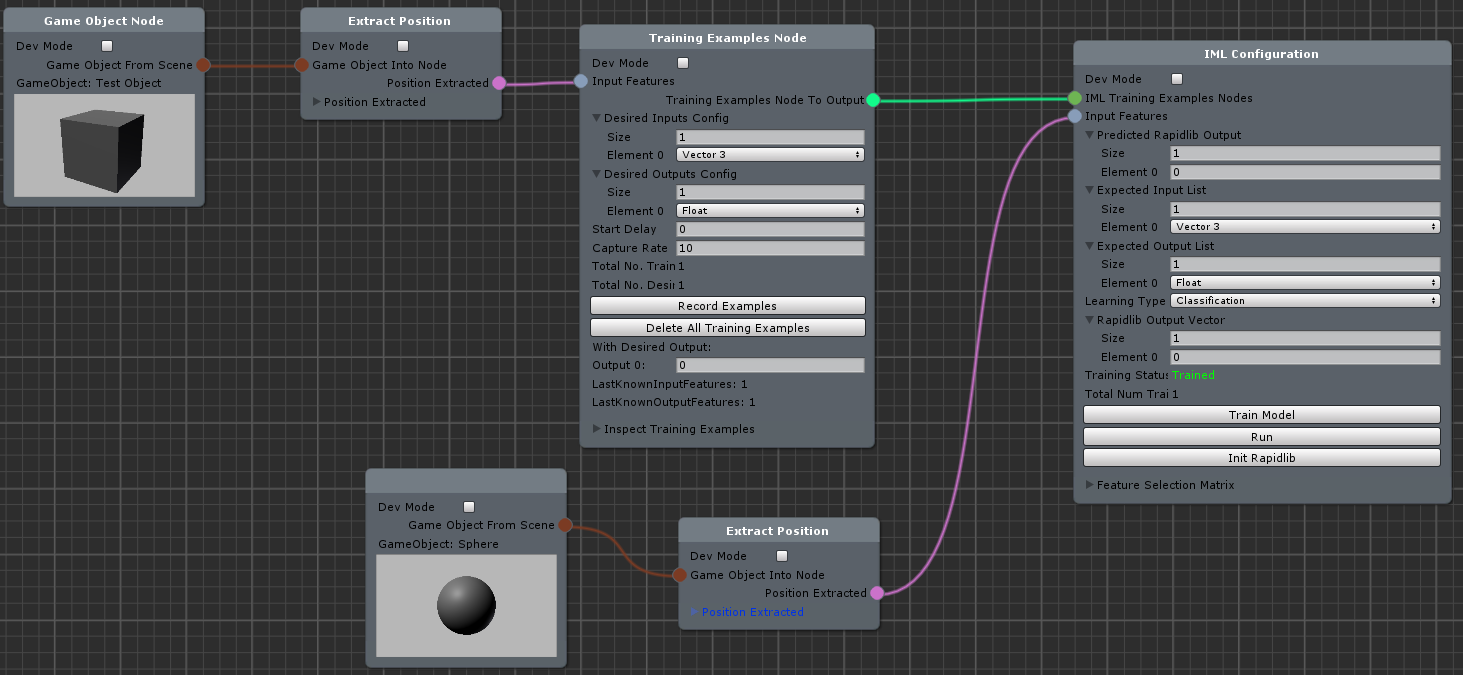 Game Object Node
Dev Mode
Game Object From Scene
GameObject: Test Object
Extract Position
Dev Mode
Game Object Into Node
Position Extracted
Position Extracted
Training Examples Node
Dev Mode
Input Features
Training Examples Node To Output
Desired Inputs Config
Size 1
Element 0 Vector 3
Desired Outputs Config
Size 1
Element 0 Float
Start Delay 0
Capture Rate 10
Total No. Train 1
Total No. Desir 1
Record Examples
Delete All Training Examples
With Desired Output:
Output 0: 0
LastKnownInputFeatures: 1
LastKnownOutputFeatures: 1
Inspect Training Examples
IML Configuration
Dev Mode
IML Training Examples Nodes
Input Features
Predicted Rapidlib Output
Size 1
Element 0 0
Expected Input List
Size 1
Element 0 Vector 3
Expected Output List
Size 1
Element 0 Float
Learning Type Classification
Rapidlib Output Vector
Size 1
Element 0 0
Training Status Trained
Total Num Trai 1
Train Model
Run
Init Rapidlib
Feature Selection Matrix
Dev Mode
Game Object From Scene
GameObject: Sphere
Extract Position
Dev Mode
Game Object Into Node
Position Extracted
Position Extracted